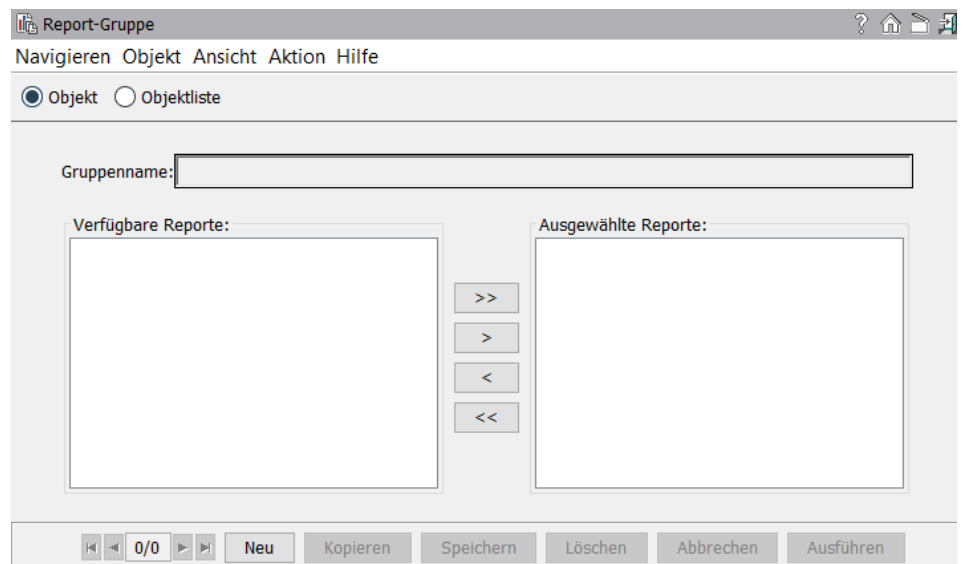 Report-Gruppe
Navigieren Objekt Ansicht Aktion Hilfe
Objekt Objektliste
Gruppenname:
Verfügbare Reporte: Ausgewählte Reporte:
>>
>
<
<<
0/0 Neu Kopieren Speichern Löschen Abbrechen Ausführen